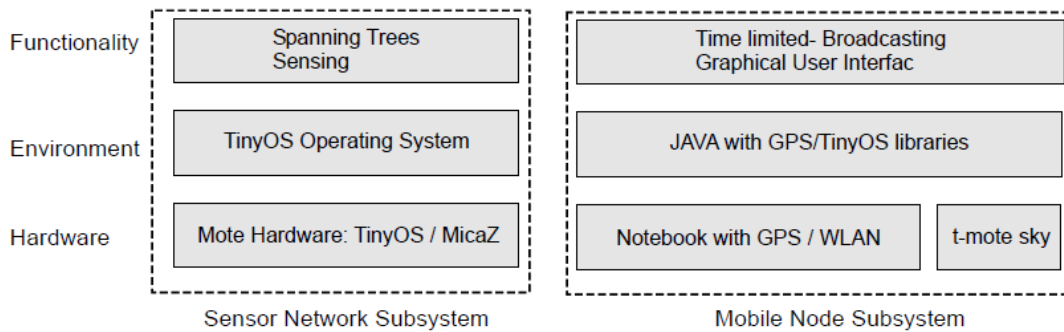 Functionality
Spanning Trees
Sensing
Time limited- Broadcasting
Graphical User Interfac
Environment
TinyOS Operating System
JAVA with GPS/TinyOS libraries
Hardware
Mote Hardware: TinyOS / MicaZ
Notebook with GPS / WLAN
t-mote sky
Sensor Network Subsystem
Mobile Node Subsystem